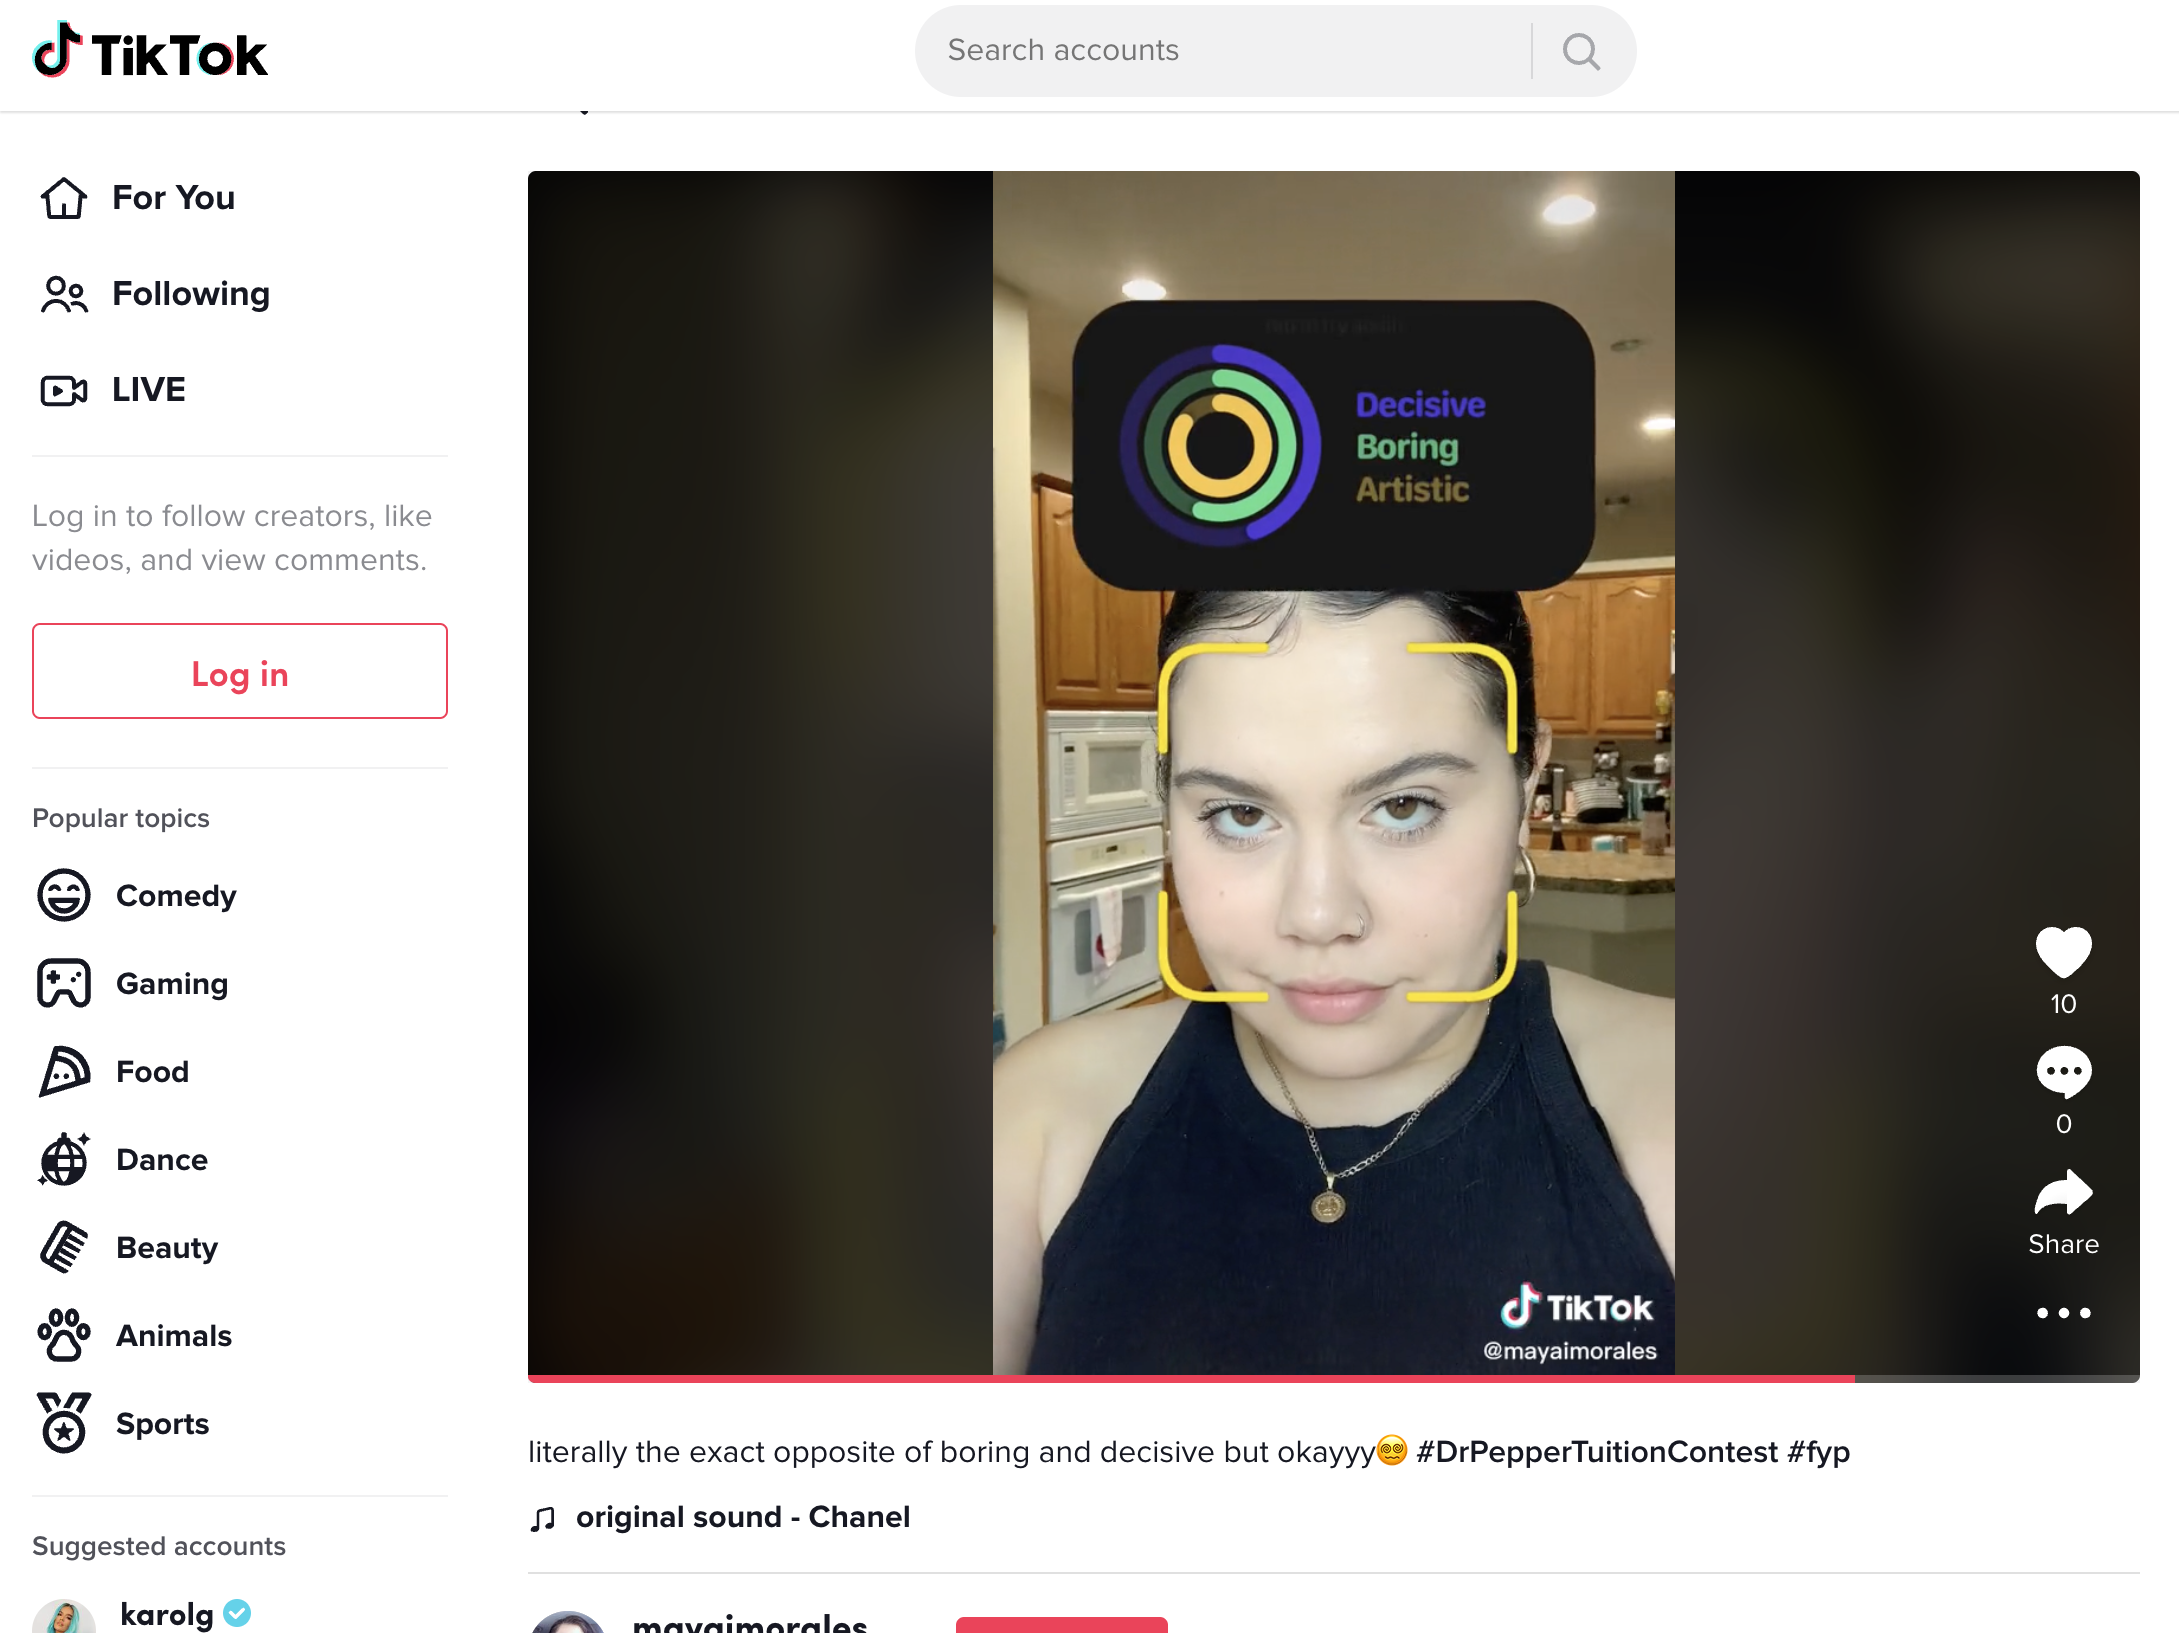 TikTok
Search accounts
For You
Following
LIVE
Log in to follow creators, like
videos, and view comments.
Log in
Popular topics
Comedy
Gaming
Food
Dance
Beauty
Animals
Sports
Suggested accounts
karolg
Decisive
Boring
Artistic
10
0
Share
TikTok
@mayaimorales
literally the exact opposite of boring and decisive but okayyy😵‍💫 #DrPepperTuitionContest #fyp
original sound - Chanel
mayaimorales